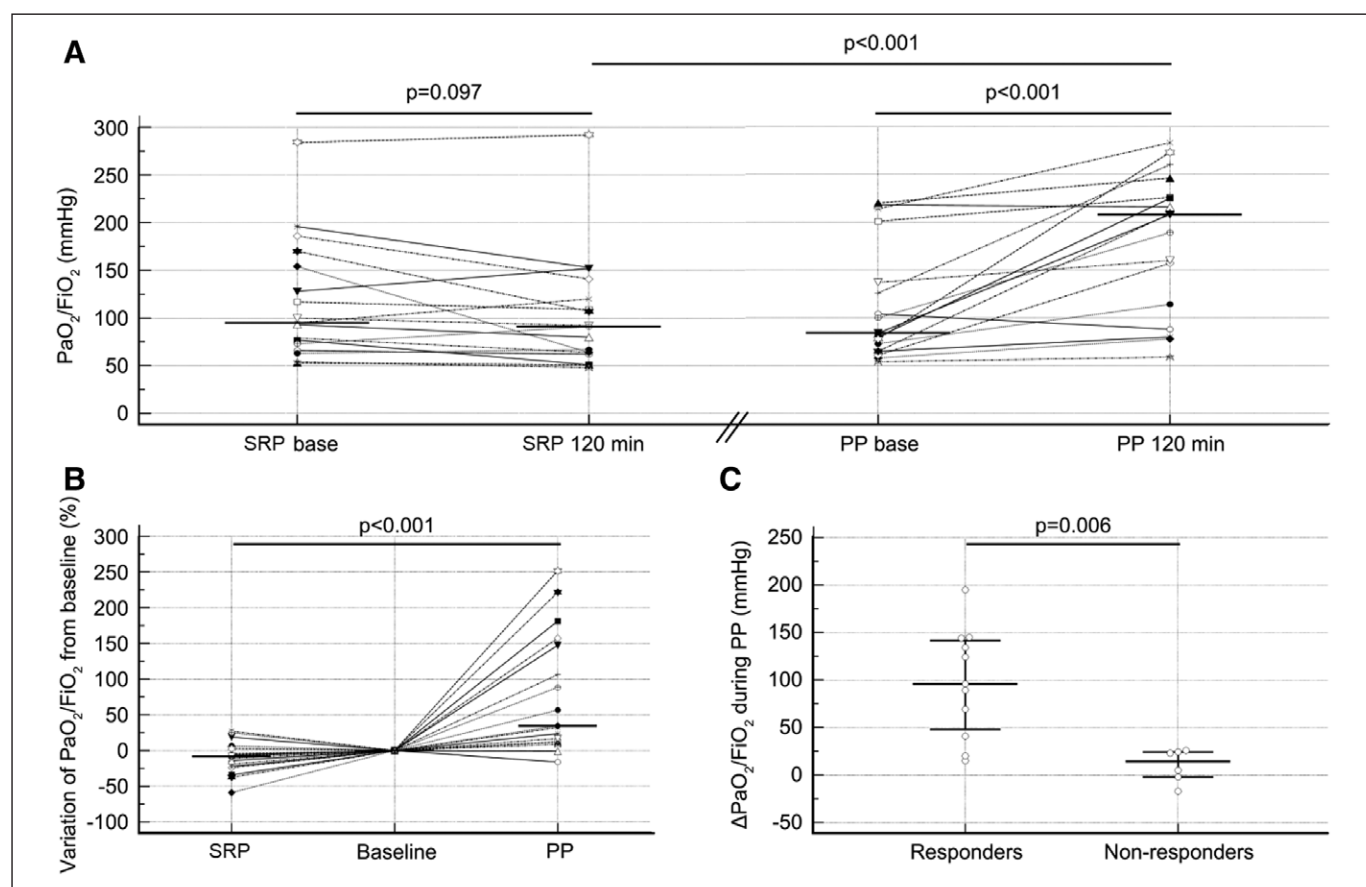 A
p<0.001
p=0.097
p<0.001
PaO₂/FiO₂ (mmHg)
300
250
200
150
100
50
0
SRP base
SRP 120 min
PP base
PP 120 min
B
p<0.001
Variation of PaO₂/FiO₂ from baseline (%)
300
250
200
150
100
50
0
-50
-100
SRP
Baseline
PP
C
p=0.006
ΔPaO₂/FiO₂ during PP (mmHg)
250
200
150
100
50
0
-50
Responders
Non-responders